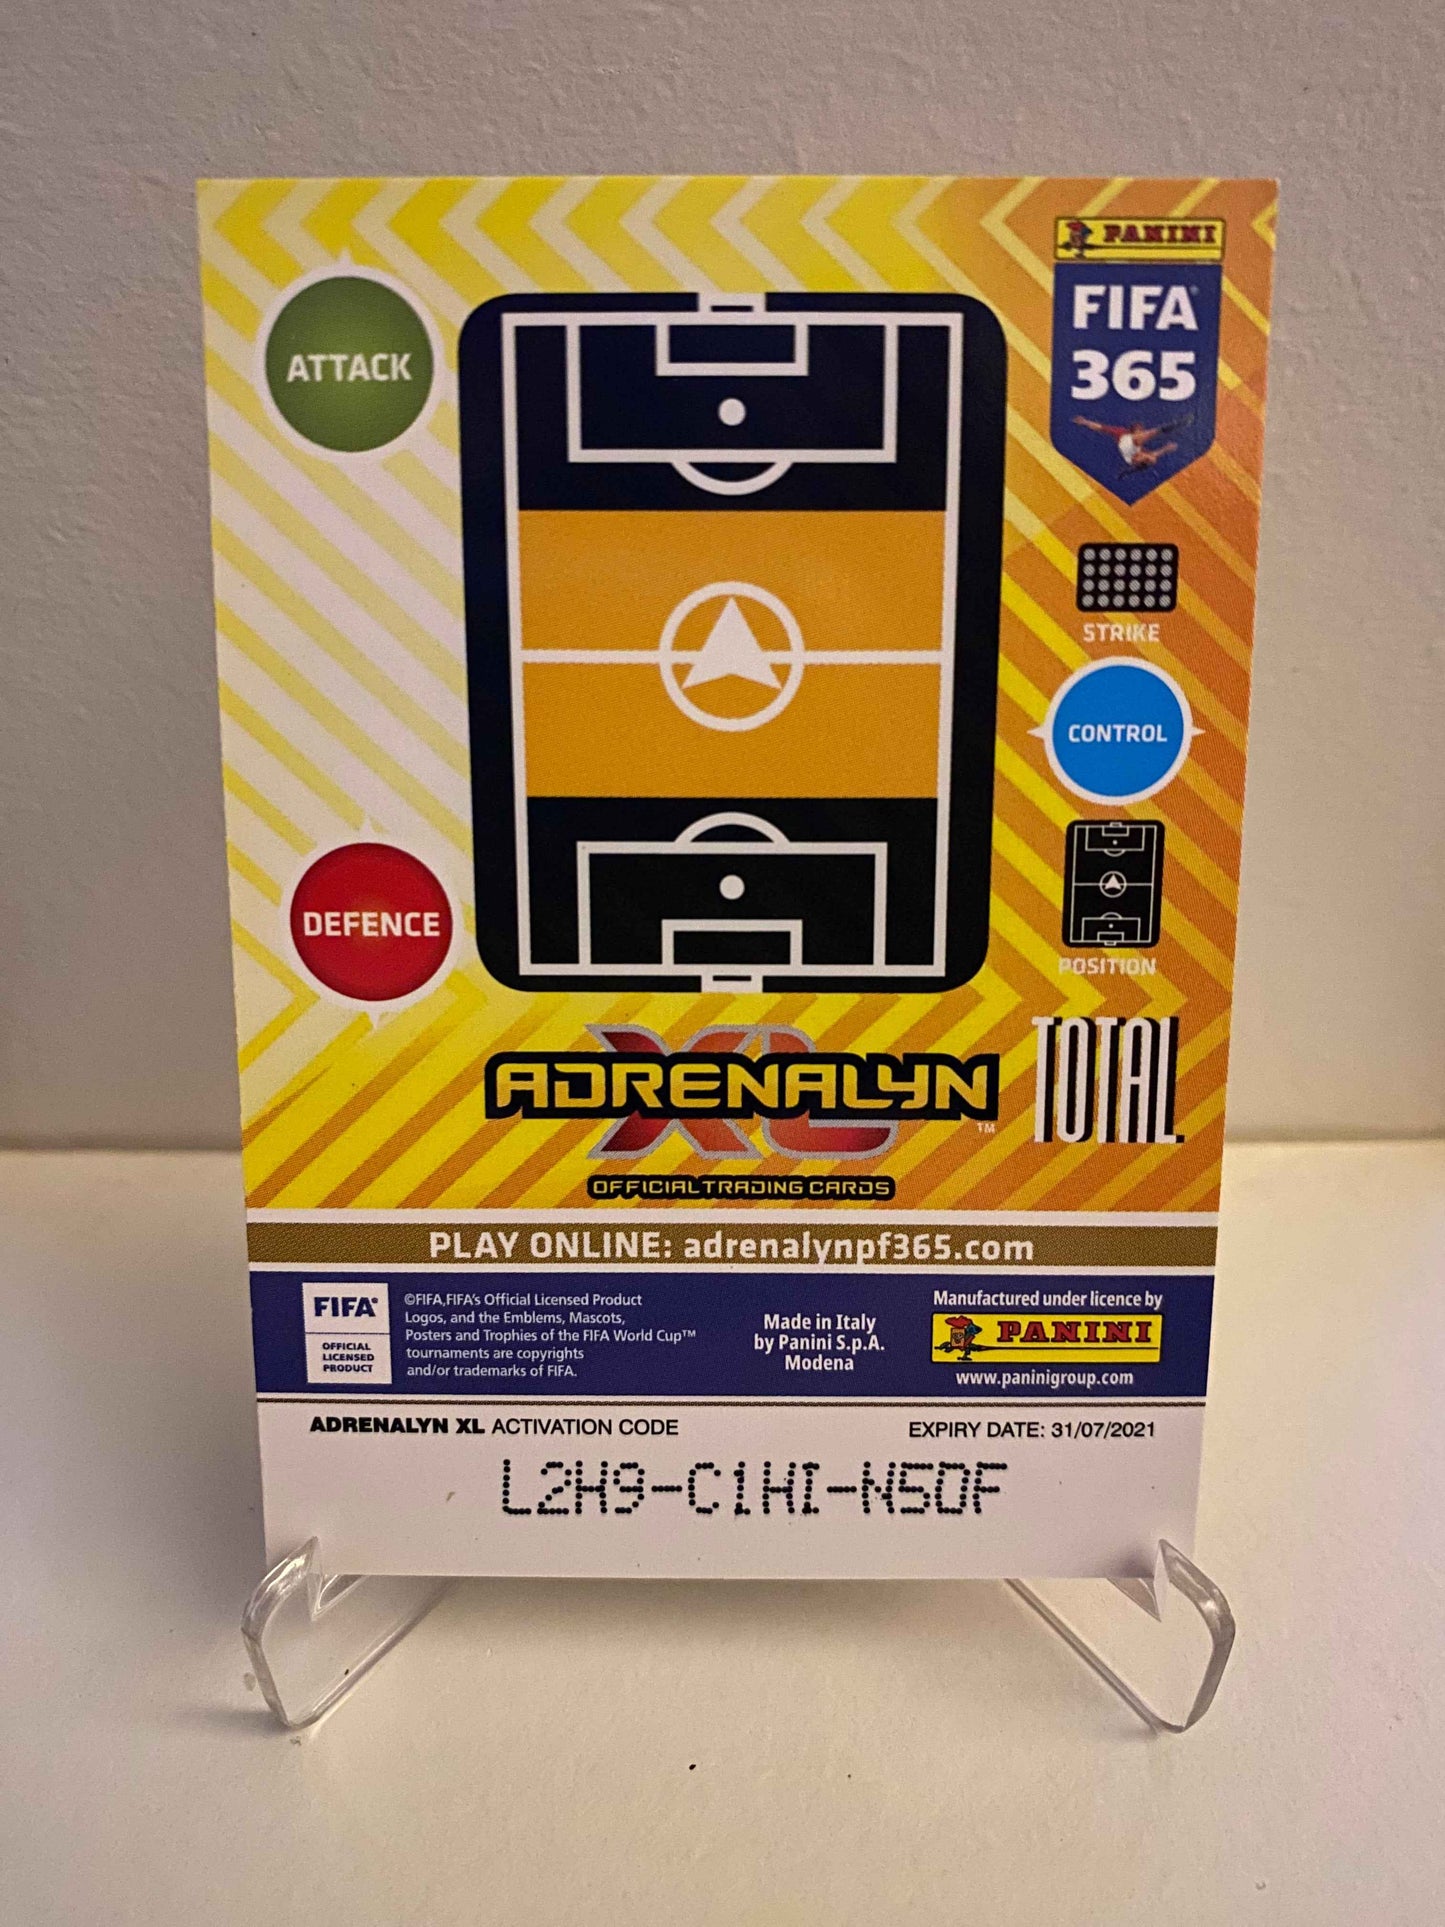 PANINI
FIFA
365
ATTACK
STRIKE
CONTROL
DEFENCE
POSITION
TOTAL
ADRENALYN
XL
™
OFFICIAL TRADING CARDS
PLAY ONLINE: adrenalynpf365.com
FIFA®
OFFICIAL
LICENSED
PRODUCT
©FIFA,FIFA's Official Licensed Product
Logos, and the Emblems, Mascots,
Posters and Trophies of the FIFA World Cup™
tournaments are copyrights
and/or trademarks of FIFA.
Made in Italy
by Panini S.p.A.
Modena
Manufactured under licence by
PANINI
www.paninigroup.com
ADRENALYN XL ACTIVATION CODE
EXPIRY DATE: 31/07/2021
L2H9-C1HI-N5DF